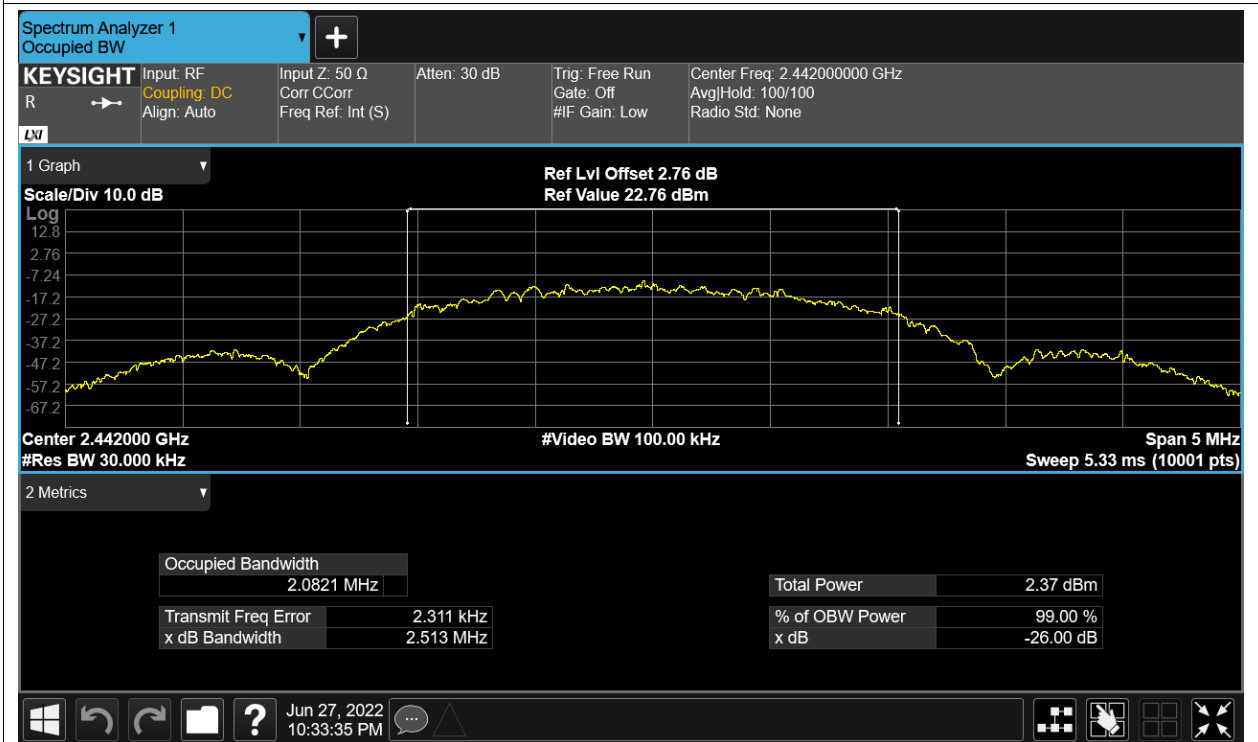 Spectrum Analyzer 1
Occupied BW
KEYSIGHT
R
LXI
Input: RF
Coupling: DC
Align: Auto
Input Z: 50 Ω
Corr CCorr
Freq Ref: Int (S)
Atten: 30 dB
Trig: Free Run
Gate: Off
#IF Gain: Low
Center Freq: 2.442000000 GHz
Avg|Hold: 100/100
Radio Std: None
1 Graph
Scale/Div 10.0 dB
Ref Lvl Offset 2.76 dB
Ref Value 22.76 dBm
Log
12.8
2.76
-7.24
-17.2
-27.2
-37.2
-47.2
-57.2
-67.2
Center 2.442000 GHz
#Res BW 30.000 kHz
#Video BW 100.00 kHz
Span 5 MHz
Sweep 5.33 ms (10001 pts)
2 Metrics
Occupied Bandwidth
2.0821 MHz
Transmit Freq Error 2.311 kHz
x dB Bandwidth 2.513 MHz
Total Power 2.37 dBm
% of OBW Power 99.00 %
x dB -26.00 dB
?
Jun 27, 2022
10:33:35 PM